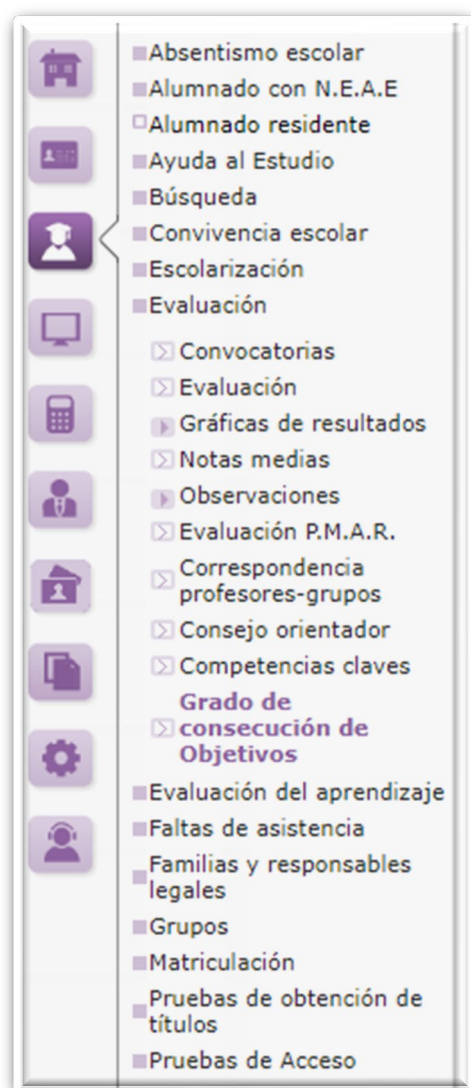 Absentismo escolar
Alumnado con N.E.A.E
Alumnado residente
Ayuda al Estudio
Búsqueda
Convivencia escolar
Escolarización
Evaluación
Convocatorias
Evaluación
Gráficas de resultados
Notas medias
Observaciones
Evaluación P.M.A.R.
Correspondencia
profesores-grupos
Consejo orientador
Competencias claves
Grado de
consecución de
Objetivos
Evaluación del aprendizaje
Faltas de asistencia
Familias y responsables
legales
Grupos
Matriculación
Pruebas de obtención de
títulos
Pruebas de Acceso